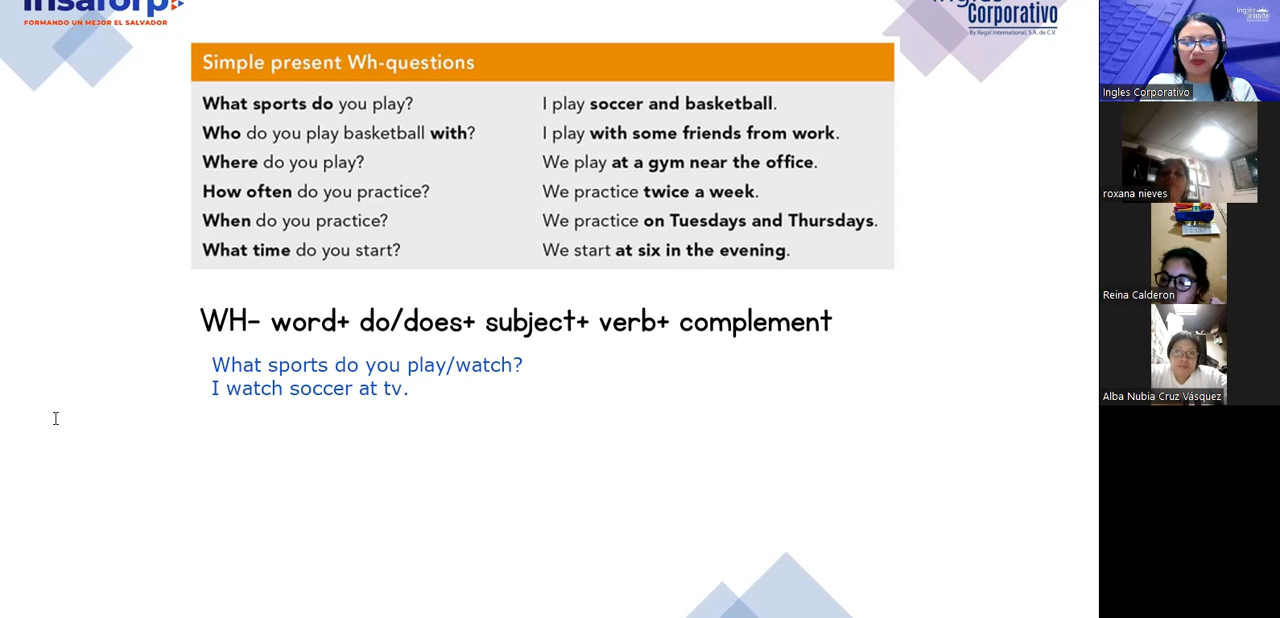 insaforp
FORMANDO UN MEJOR EL SALVADOR
Corporativo
By Regal International, S.A. de C.V.
Simple present Wh-questions
What sports do you play? I play soccer and basketball.
Who do you play basketball with? I play with some friends from work.
Where do you play? We play at a gym near the office.
How often do you practice? We practice twice a week.
When do you practice? We practice on Tuesdays and Thursdays.
What time do you start? We start at six in the evening.
WH- word+ do/does+ subject+ verb+ complement
What sports do you play/watch?
I watch soccer at tv.
Ingles Corporativo
roxana nieves
Reina Calderon
Alba Nubia Cruz Vásquez